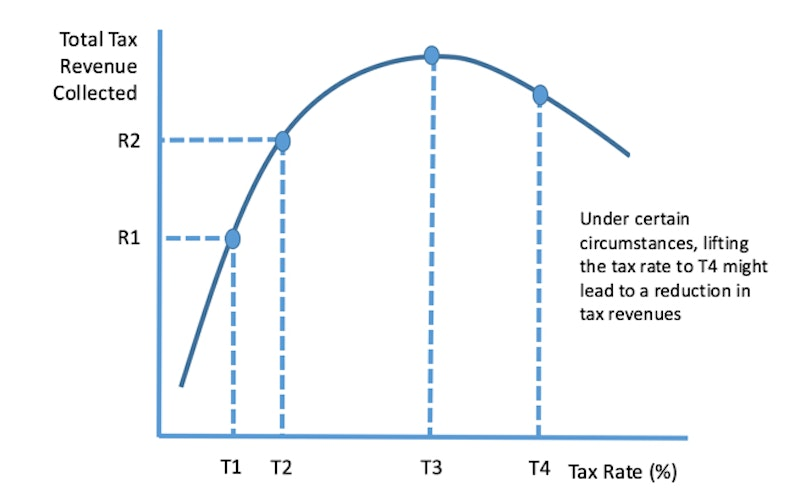 Total Tax
Revenue
Collected
R2
R1
Under certain
circumstances, lifting
the tax rate to T4 might
lead to a reduction in
tax revenues
T1 T2 T3 T4 Tax Rate (%)